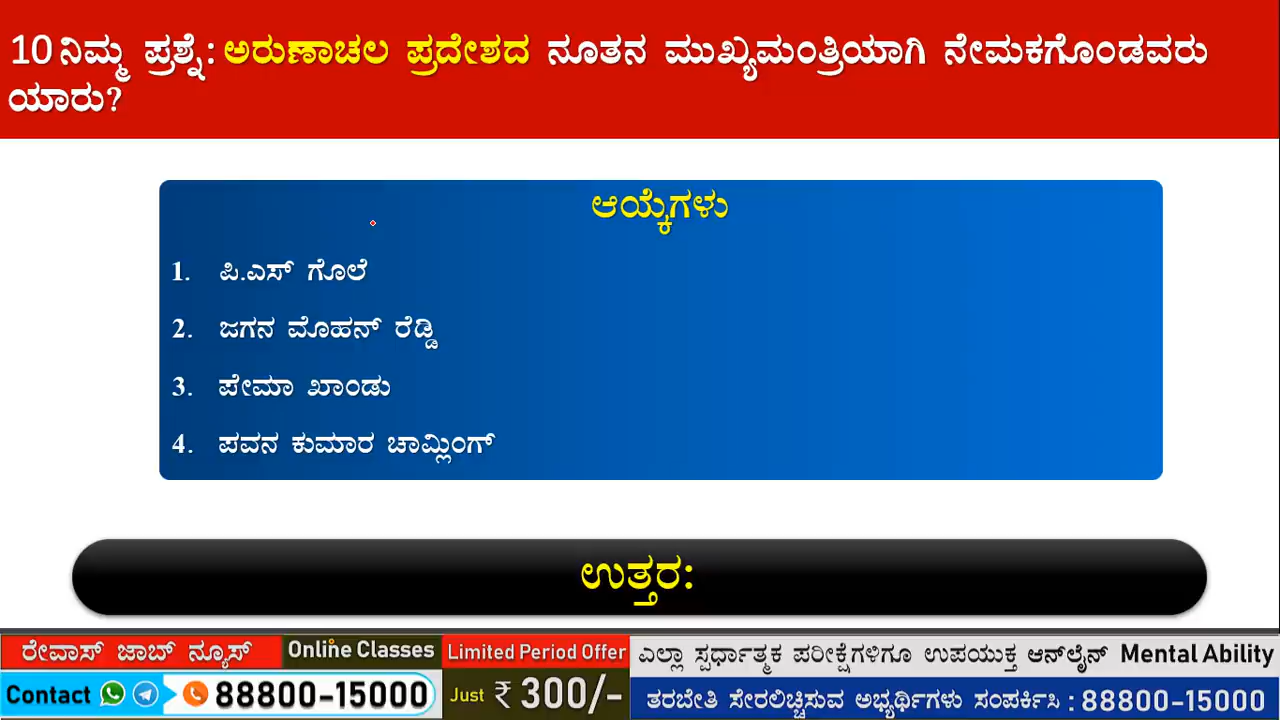 10 ನಿಮ್ಮ ಪ್ರಶ್ನೆ: ಅರುಣಾಚಲ ಪ್ರದೇಶದ ನೂತನ ಮುಖ್ಯಮಂತ್ರಿಯಾಗಿ ನೇಮಕಗೊಂಡವರು
ಯಾರು?
ಆಯ್ಕೆಗಳು
1. ಪಿ.ಎಸ್ ಗೊಲೆ
2. ಜಗನ ಮೊಹನ್ ರೆಡ್ಡಿ
3. ಪೇಮಾ ಖಾಂಡು
4. ಪವನ ಕುಮಾರ ಚಾಮ್ಲಿಂಗ್
ಉತ್ತರ:
ರೇವಾಸ್ ಜಾಬ್ ನ್ಯೂಸ್ Online Classes Limited Period Offer ಎಲ್ಲಾ ಸ್ಪರ್ಧಾತ್ಮಕ ಪರೀಕ್ಷೆಗಳಿಗೂ ಉಪಯುಕ್ತ ಆನ್‌ಲೈನ್ Mental Ability
Contact 88800-15000 Just ₹ 300/- ತರಬೇತಿ ಸೇರಲಿಚ್ಚಿಸುವ ಅಭ್ಯರ್ಥಿಗಳು ಸಂಪರ್ಕಿಸಿ : 88800-15000